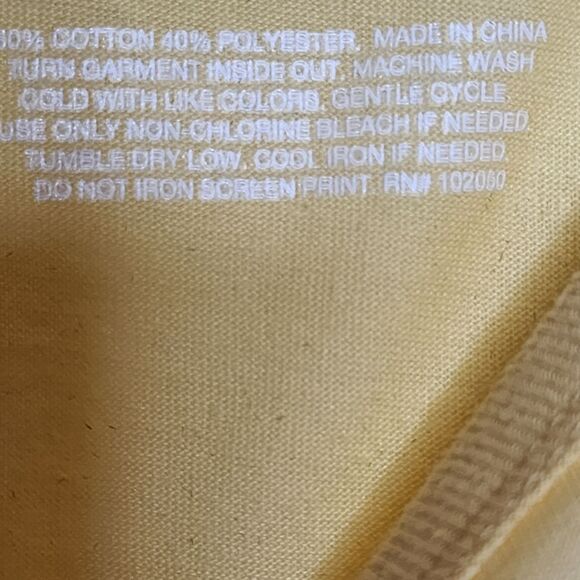 0% COTTON 40% POLYESTER. MADE IN CHINA
TURN GARMENT INSIDE OUT. MACHINE WASH
COLD WITH LIKE COLORS. GENTLE CYCLE.
USE ONLY NON-CHLORINE BLEACH IF NEEDED.
TUMBLE DRY LOW. COOL IRON IF NEEDED.
DO NOT IRON SCREEN PRINT. RN#